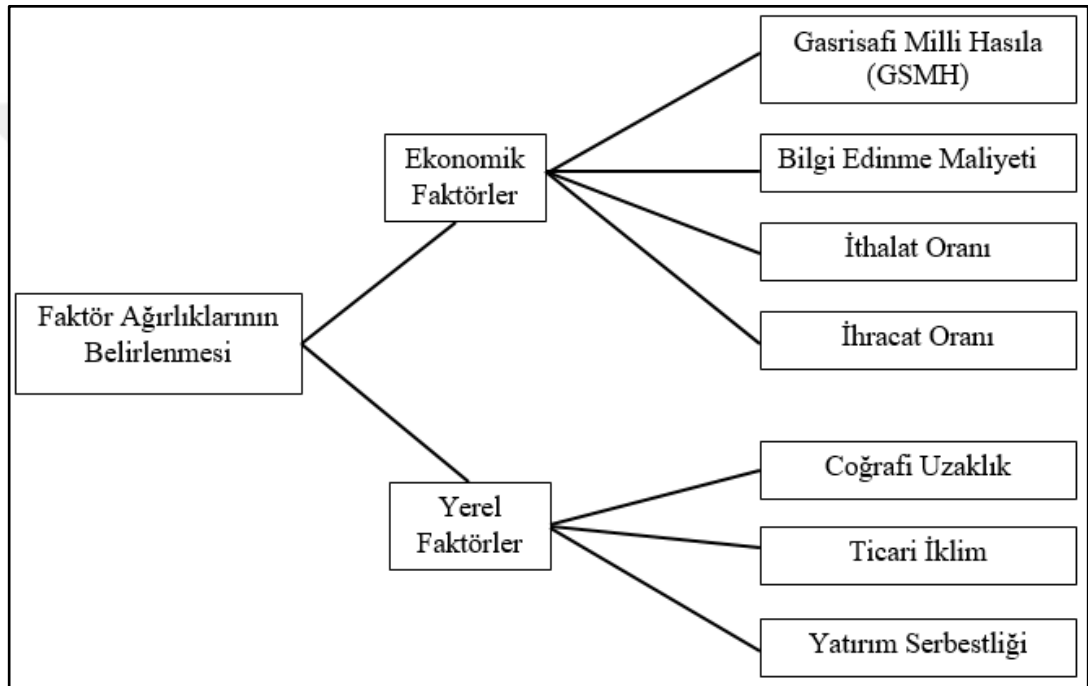 Gasrisafi Milli Hasıla
(GSMH)
Ekonomik
Faktörler
Bilgi Edinme Maliyeti
İthalat Oranı
Faktör Ağırlıklarının
Belirlenmesi
İhracat Oranı
Coğrafi Uzaklık
Yerel
Faktörler
Ticari İklim
Yatırım Serbestliği